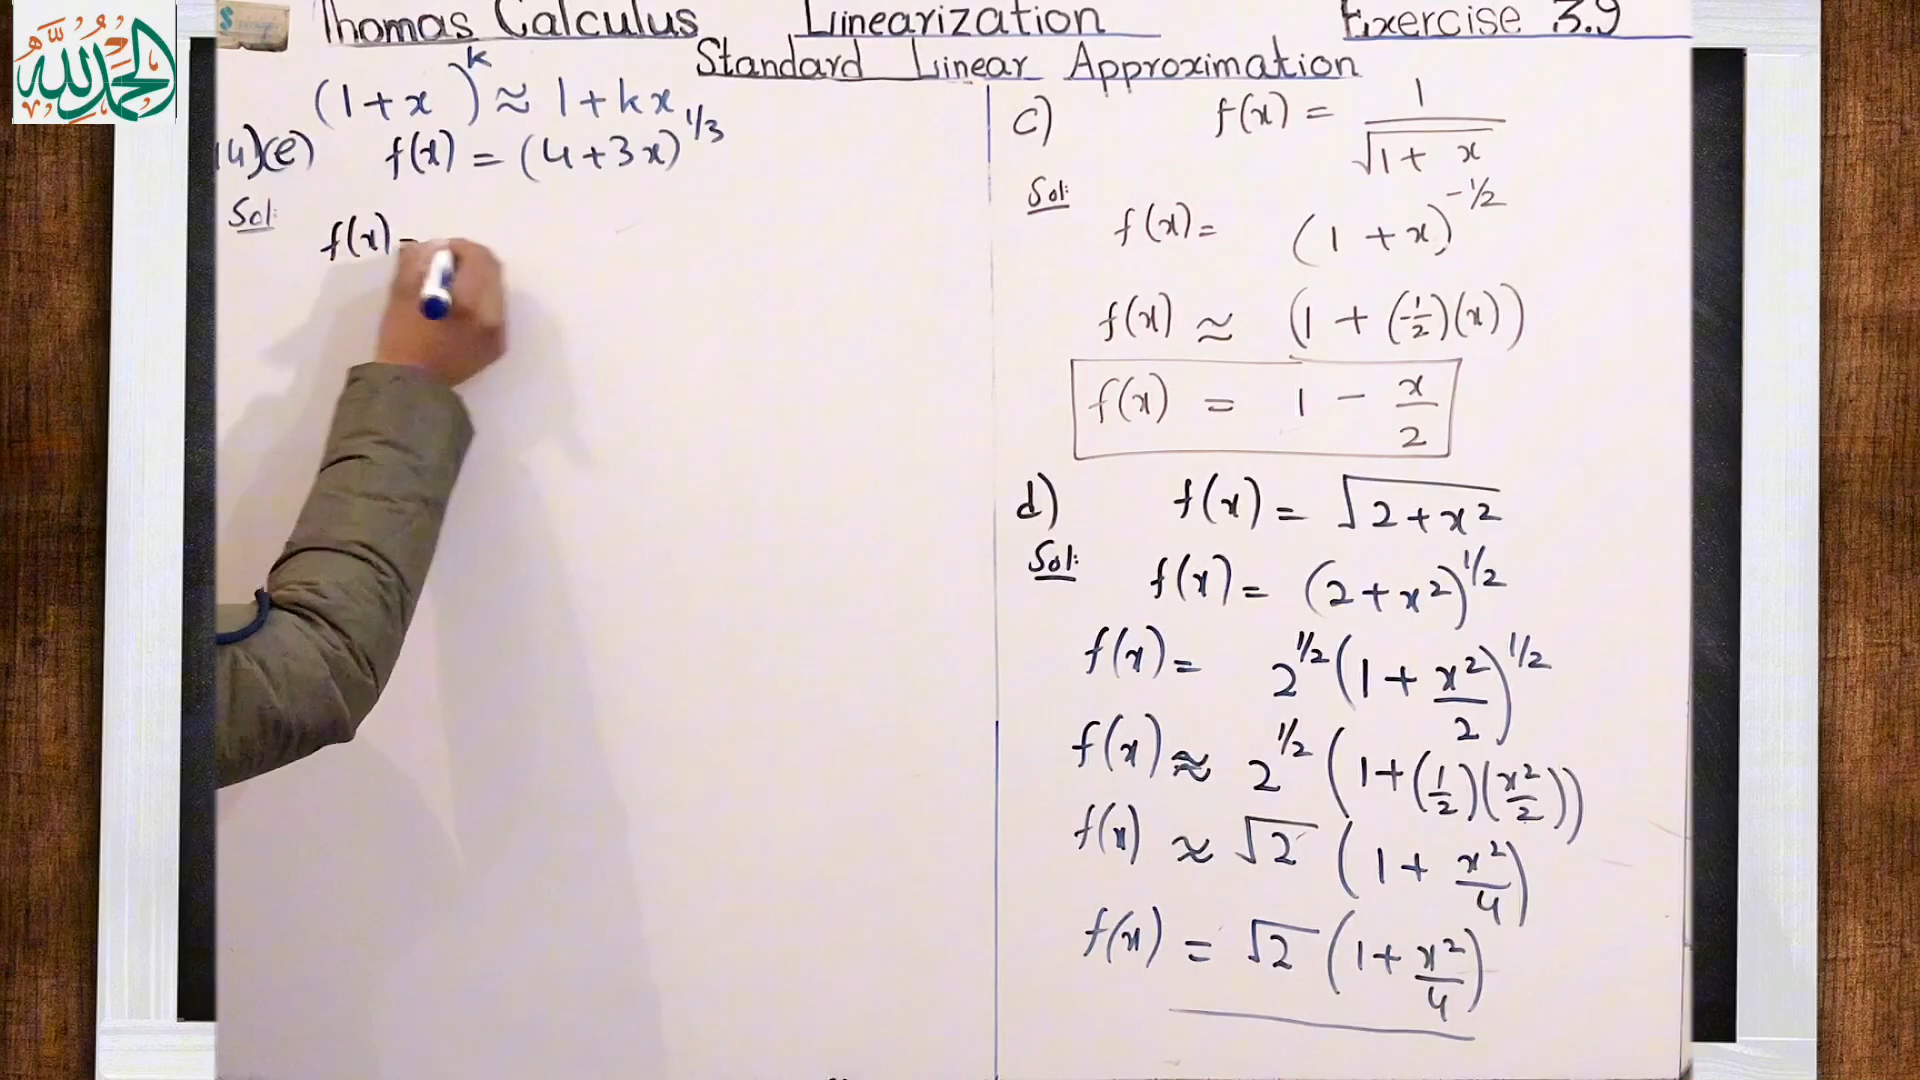 الحمد لله
Thomas Calculus Linearization Exercise 3.9
Standard Linear Approximation
(1+x)^k ≈ 1+kx
14)(e) f(x) = (4+3x)^1/3
Sol:
f(x) =
c) f(x) = 1/√(1+x)
Sol:
f(x) = (1+x)^-1/2
f(x) ≈ (1+(-1/2)(x))
f(x) = 1 - x/2
d) f(x) = √(2+x²)
Sol:
f(x) = (2+x²)^1/2
f(x) = 2^1/2 (1+x²/2)^1/2
f(x) ≈ 2^1/2 (1+(1/2)(x²/2))
f(x) ≈ √2 (1+x²/4)
f(x) = √2 (1+x²/4)